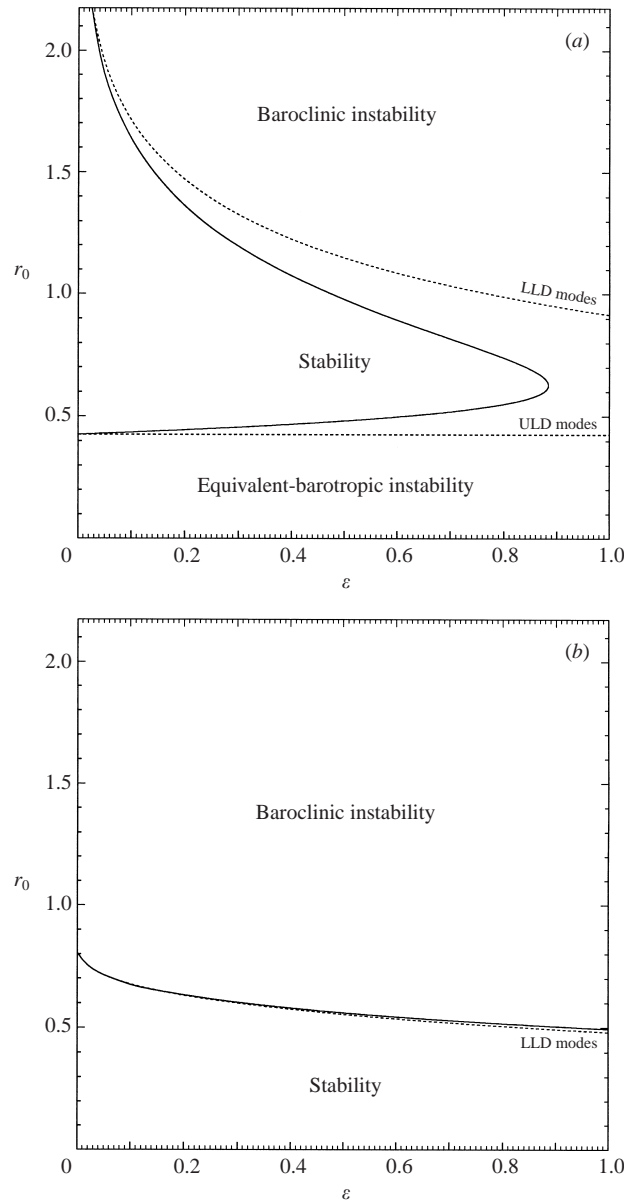 (a)
2.0
Baroclinic instability
1.5
r0
1.0
LLD modes
Stability
0.5
ULD modes
Equivalent-barotropic instability
0 0.2 0.4 0.6 0.8 1.0
ε
(b)
2.0
1.5
Baroclinic instability
r0
1.0
0.5
LLD modes
Stability
0 0.2 0.4 0.6 0.8 1.0
ε